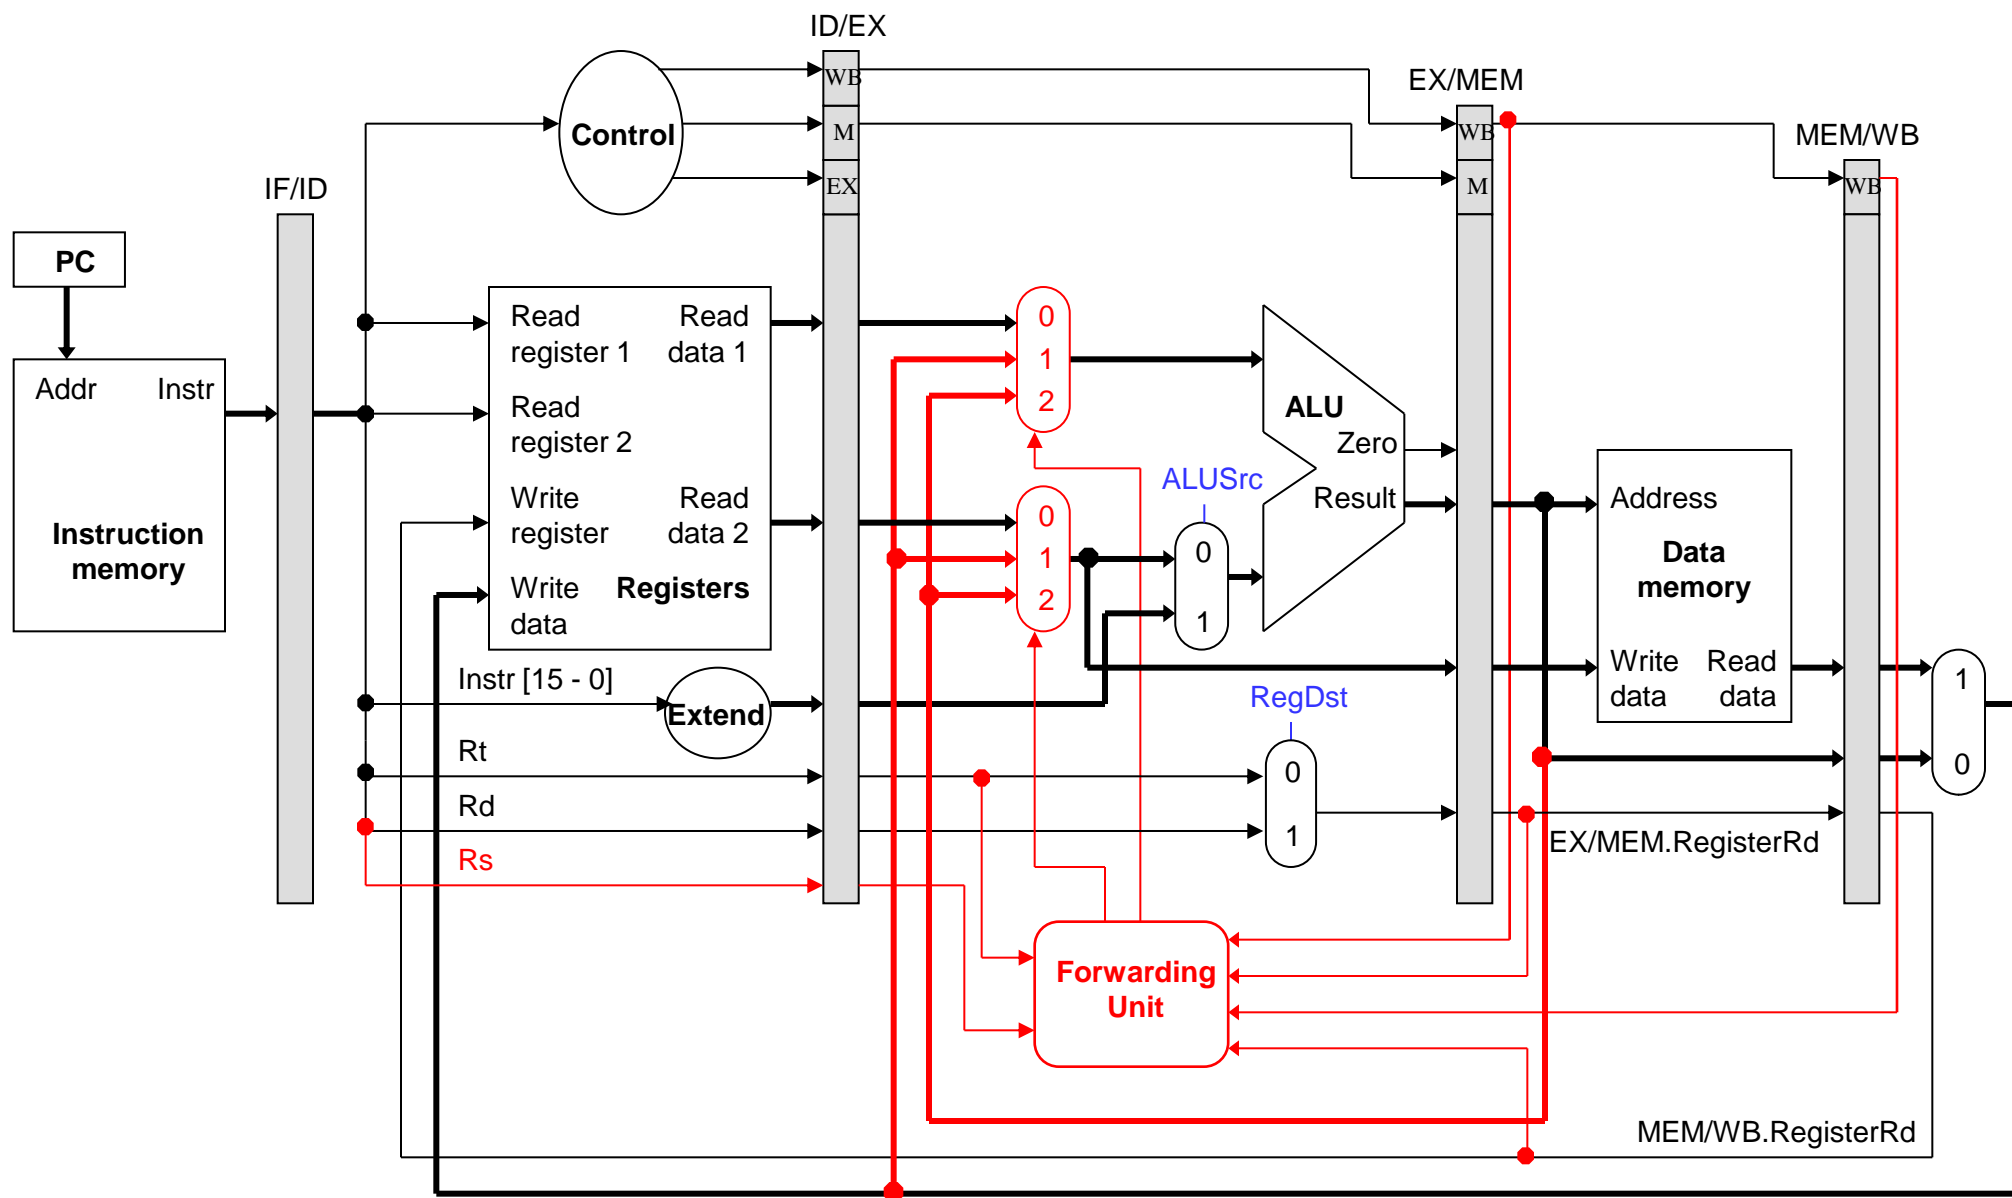 ID/EX
EX/MEM
MEM/WB
IF/ID
WB
M
EX
WB
M
WB
Control
PC
Addr Instr
Instruction
memory
Read
register 1
Read
data 1
Read
register 2
Write
register
Read
data 2
Write
data
Registers
0
1
2
0
1
2
ALUSrc
0
1
ALU
Zero
Result
Address
Data
memory
Write
data
Read
data
1
0
Instr [15 - 0]
Extend
RegDst
0
1
Rt
Rd
Rs
EX/MEM.RegisterRd
Forwarding
Unit
MEM/WB.RegisterRd